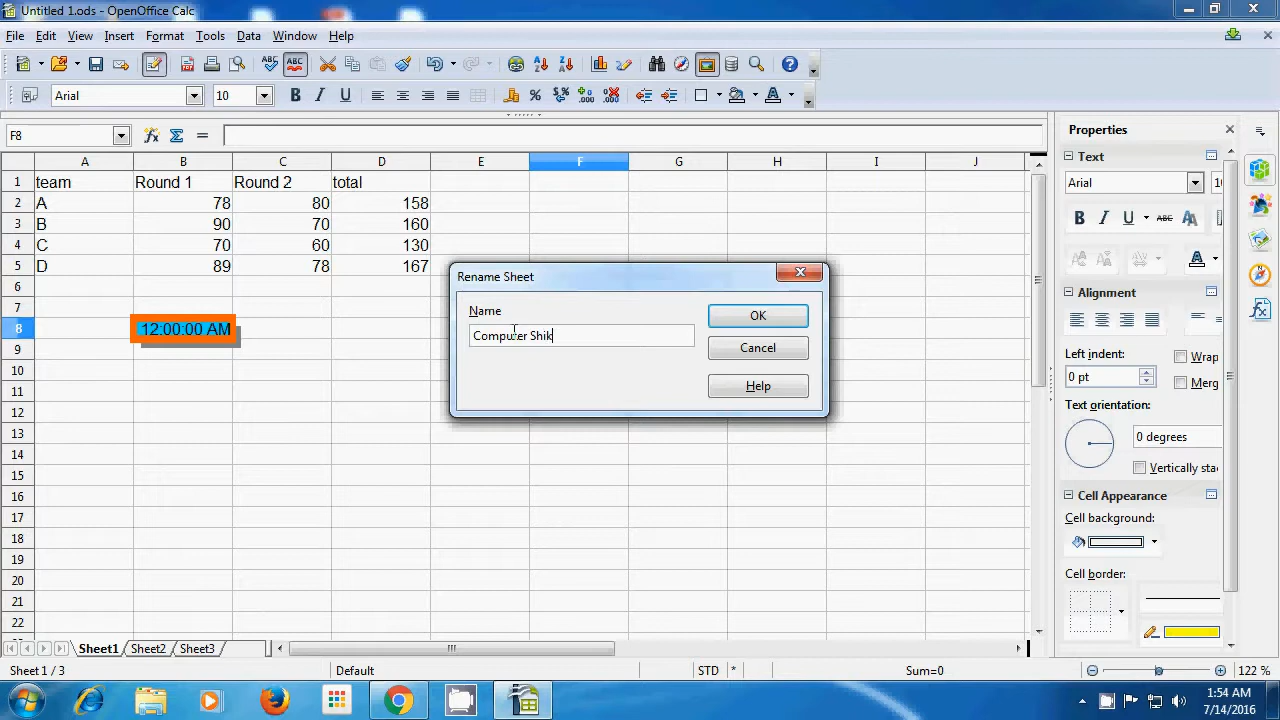 Untitled 1.ods - OpenOffice Calc
File Edit View Insert Format Tools Data Window Help
Arial 10
F8
A B C D E F G H I J
1 team Round 1 Round 2 total
2 A 78 80 158
3 B 90 70 160
4 C 70 60 130
5 D 89 78 167
6
7
8 12:00:00 AM
9
10
11
12
13
14
15
16
17
18
19
20
21
22
Rename Sheet
Name
Computer Shik
OK
Cancel
Help
Properties
Text
Arial
Alignment
Left indent: Wrap
0 pt Merg
Text orientation:
0 degrees
Vertically sta
Cell Appearance
Cell background:
Cell border:
Sheet1 Sheet2 Sheet3
Sheet 1 / 3 Default STD * Sum=0 122 %
1:54 AM
7/14/2016